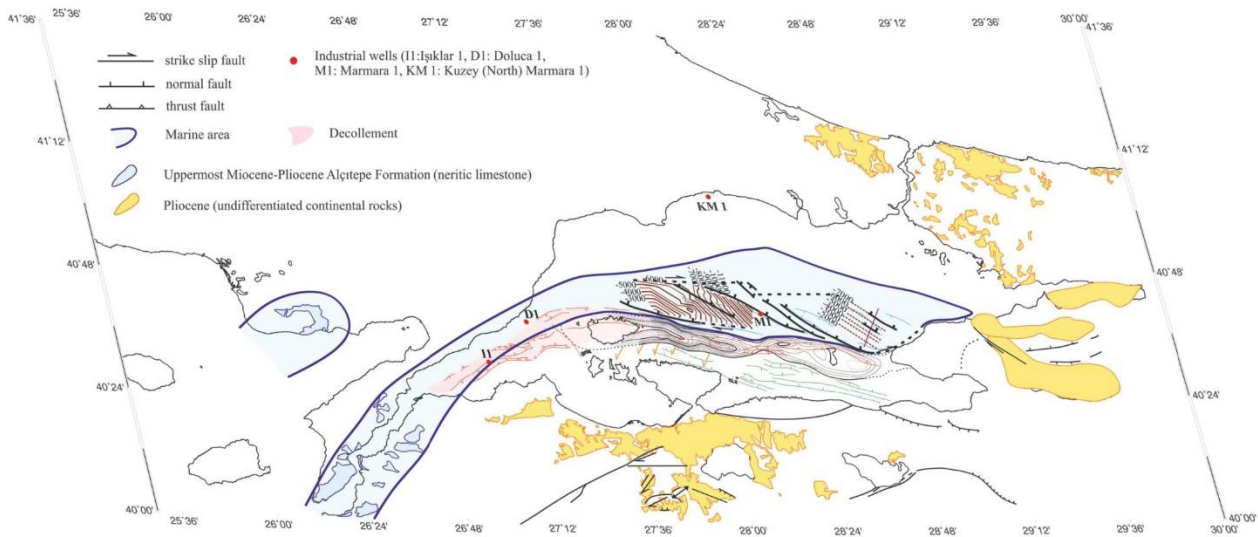 25°36' 26°00' 26°24' 26°48' 27°12' 27°36' 28°00' 28°24' 28°48' 29°12' 29°36' 30°00'
41°36' 41°36'
strike slip fault
normal fault
thrust fault
Industrial wells (I1:Işıklar 1, D1: Doluca 1,
M1: Marmara 1, KM 1: Kuzey (North) Marmara 1)
Marine area
Decollement
Uppermost Miocene-Pliocene Alçıtepe Formation (neritic limestone)
Pliocene (undifferentiated continental rocks)
41°12' 41°12'
KM 1
40°48' 40°48'
-5000
-4000
-3000
D1
M1
I1
40°24' 40°24'
40°00' 40°00'
25°36' 26°00' 26°24' 26°48' 27°12' 27°36' 28°00' 28°24' 28°48' 29°12' 29°36' 30°00'